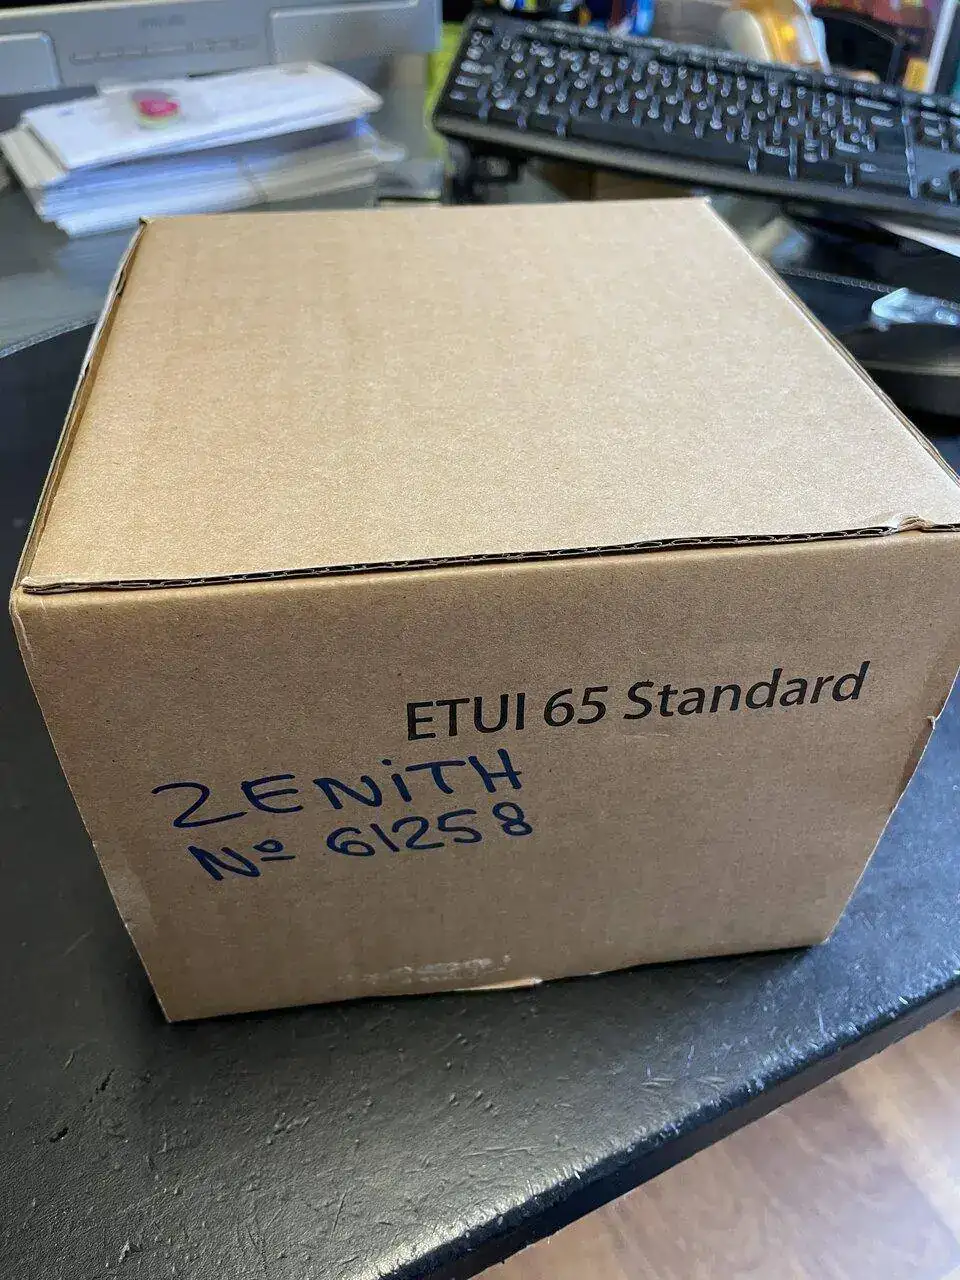 ETUI 65 Standard
ZENiTH
Nº 61258